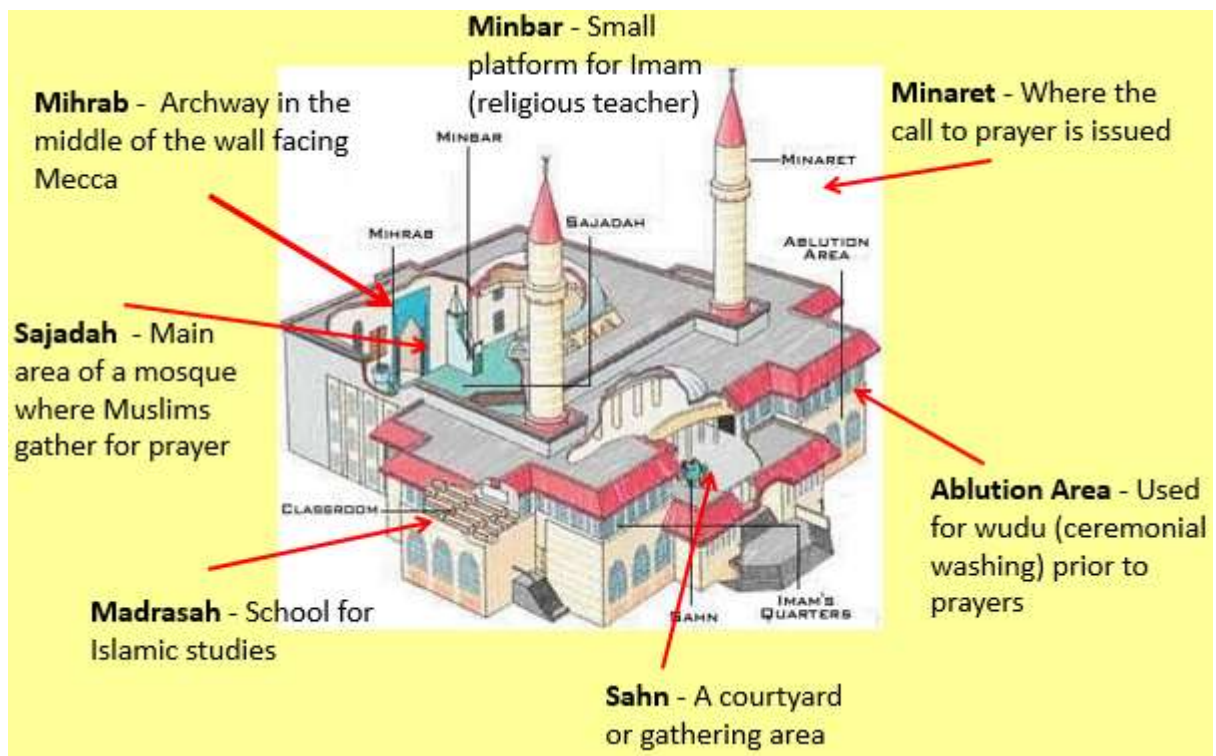 Minbar - Small
platform for Imam
(religious teacher)
Mihrab - Archway in the
middle of the wall facing
Mecca
Minaret - Where the
call to prayer is issued
MINBAR
MINARET
SAJADAH
MIHRAB
ABLUTION
AREA
Sajadah - Main
area of a mosque
where Muslims
gather for prayer
CLASSROOM
Ablution Area - Used
for wudu (ceremonial
washing) prior to
prayers
IMAM'S
QUARTERS
SAHN
Madrasah - School for
Islamic studies
Sahn - A courtyard
or gathering area